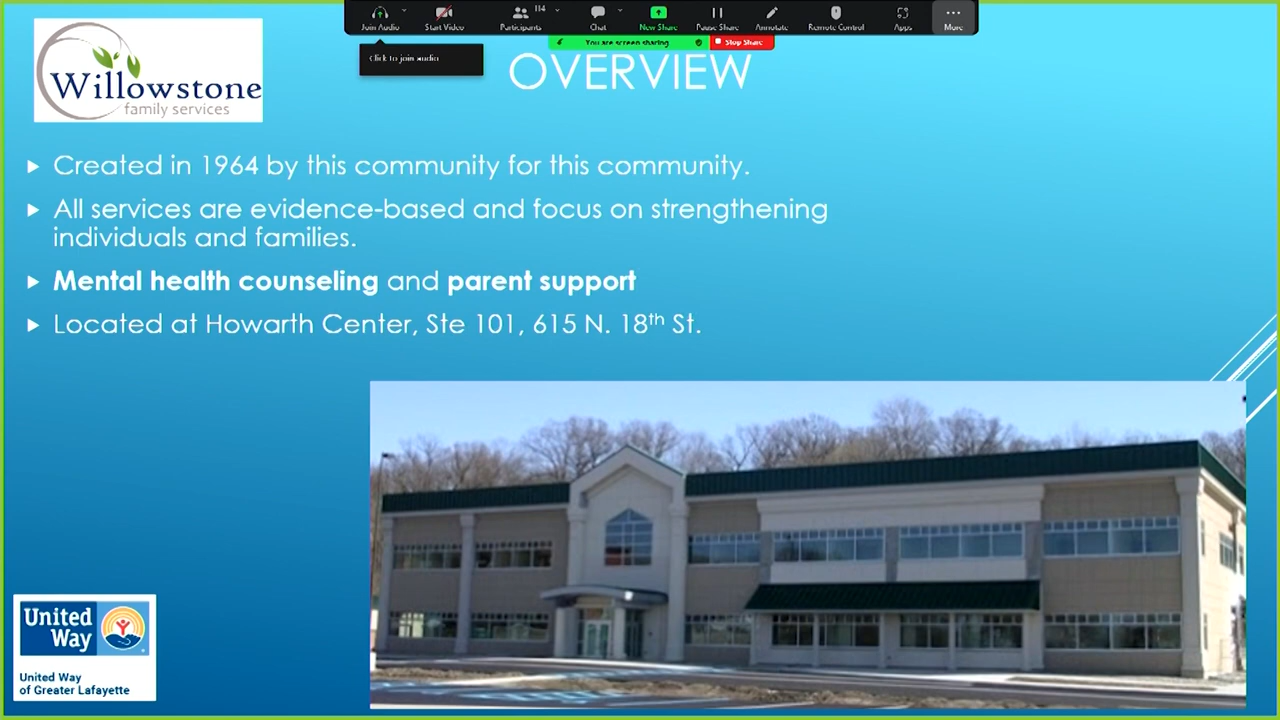 Join Audio
Start Video
Participants
114
Chat
New Share
Pause Share
Annotate
Remote Control
Apps
More
You are screen sharing
Stop Share
Click to join audio
Willowstone
family services
OVERVIEW
Created in 1964 by this community for this community.
All services are evidence-based and focus on strengthening
individuals and families.
Mental health counseling and parent support
Located at Howarth Center, Ste 101, 615 N. 18th St.
United
Way
United Way
of Greater Lafayette